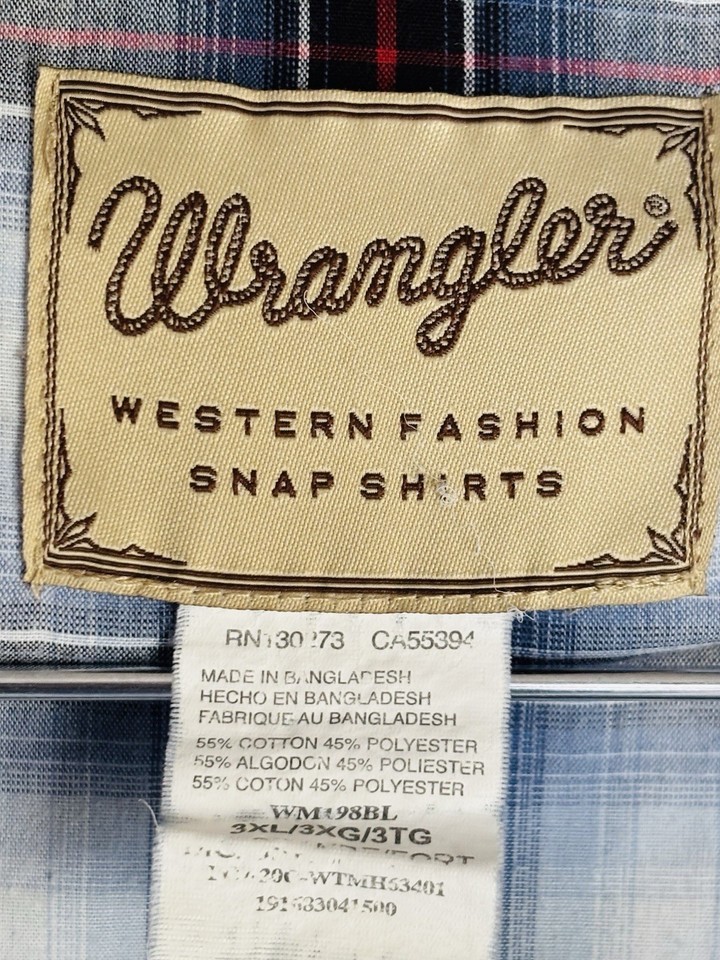 Wrangler®
WESTERN FASHION
SNAP SHIRTS
CA55394
MADE IN BANGLADESH
HECHO EN BANGLADESH
FABRIQUE AU BANGLADESH
55% COTTON 45% POLYESTER
55% ALGODON 45% POLIESTER
55% COTON 45% POLYESTER
3XL/3XG/3TG